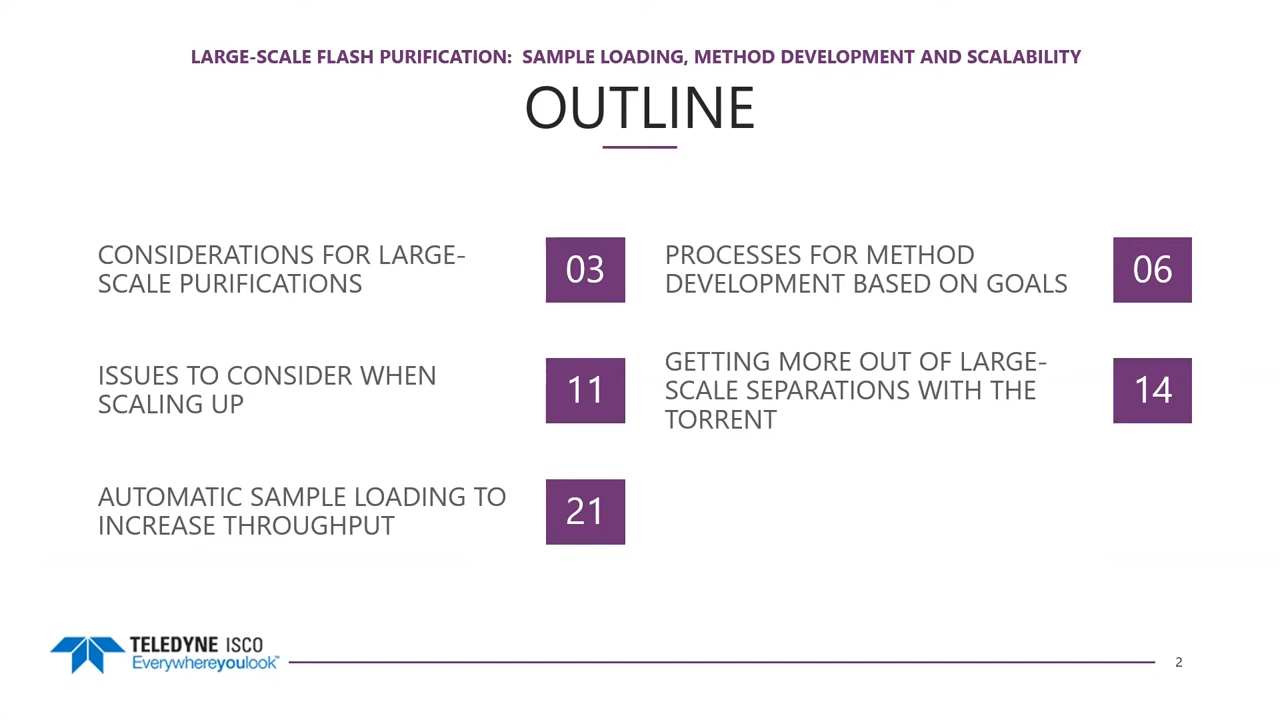 LARGE-SCALE FLASH PURIFICATION:  SAMPLE LOADING, METHOD DEVELOPMENT AND SCALABILITY
OUTLINE
CONSIDERATIONS FOR LARGE-
SCALE PURIFICATIONS
03
PROCESSES FOR METHOD
DEVELOPMENT BASED ON GOALS
06
ISSUES TO CONSIDER WHEN
SCALING UP
11
GETTING MORE OUT OF LARGE-
SCALE SEPARATIONS WITH THE
TORRENT
14
AUTOMATIC SAMPLE LOADING TO
INCREASE THROUGHPUT
21
TELEDYNE ISCO
Everywhereyoulook™
2